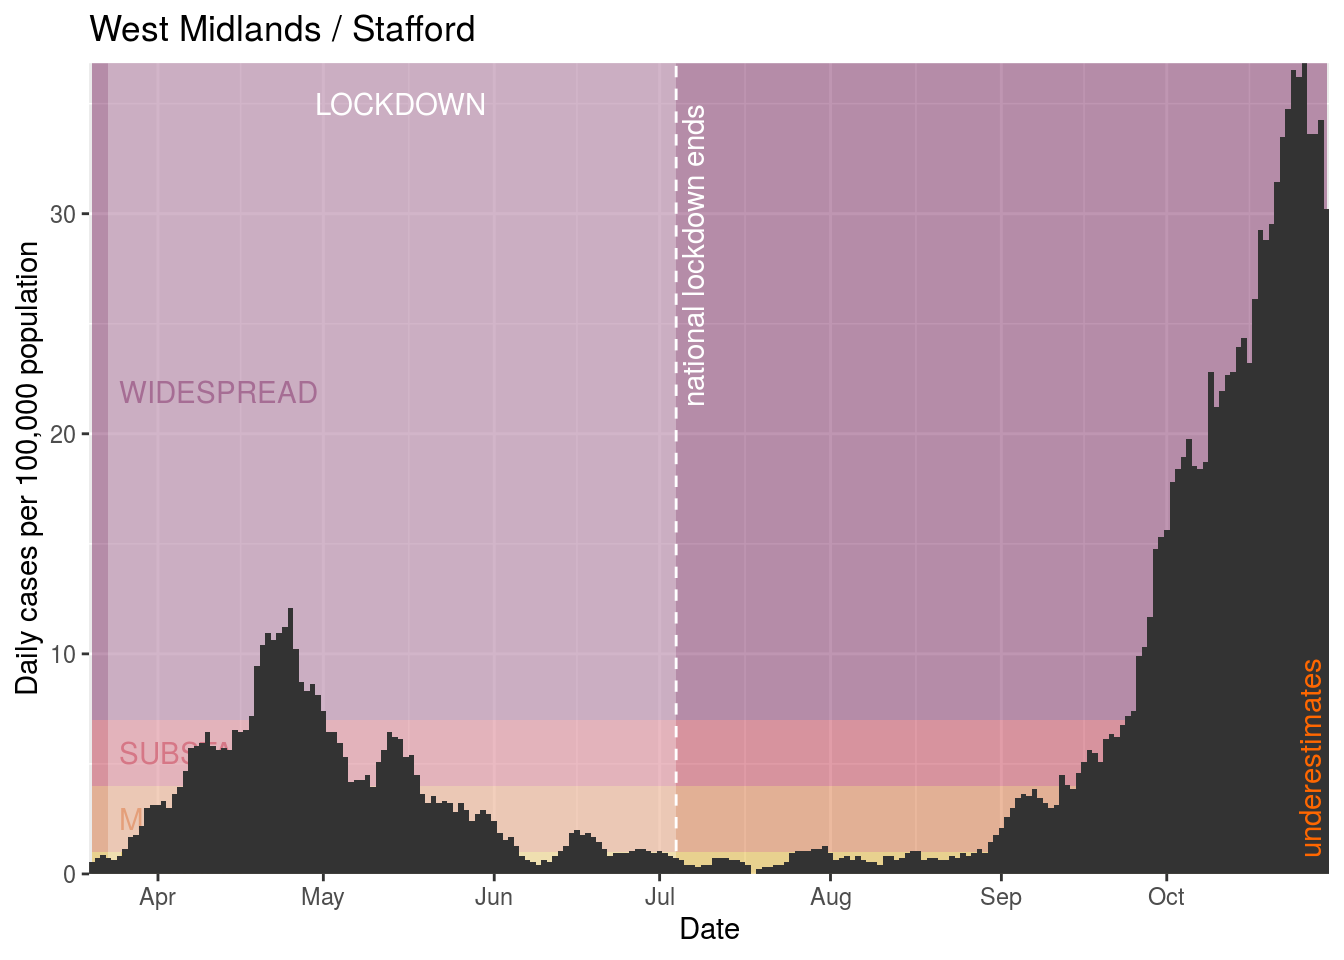 West Midlands / Stafford
LOCKDOWN
national lockdown ends
WIDESPREAD
underestimates
Daily cases per 100,000 population
30
20
10
0
Apr May Jun Jul Aug Sep Oct
Date